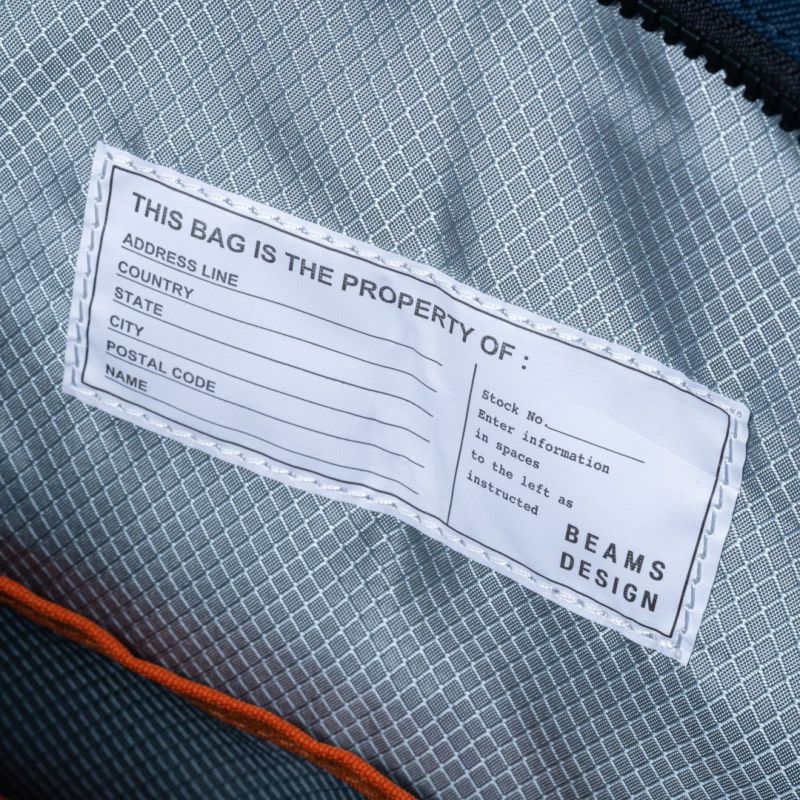 THIS BAG IS THE PROPERTY OF :
ADDRESS LINE
COUNTRY
STATE
CITY
POSTAL CODE
NAME
Stock No.
Enter information
in spaces
to the left as
instructed
BEAMS
DESIGN